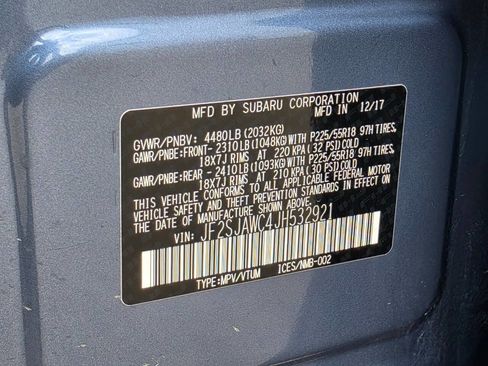 MFD BY SUBARU CORPORATION
MFD IN 12/17
GVWR/PNBV: 4480LB(2032KG)
GAWR/PNBE:FRONT- 2310LB(1048KG)WITH P225/55R18 97H TIRES,
18X7J RIMS AT 220 KPA (32 PSI) COLD
GAWR/PNBE:REAR - 2410LB(1093KG)WITH P225/55R18 97H TIRES,
18X7J RIMS AT 210 KPA (30 PSI) COLD
THIS VEHICLE CONFORMS TO ALL APPLICABLE FEDERAL MOTOR
VEHICLE SAFETY AND THEFT PREVENTION STANDARDS IN EFFECT
ON THE DATE OF MANUFACTURE SHOWN ABOVE.
VIN: JF2SJAWC4JH532921
TYPE:MPV/VTUM ICES/NMB-002